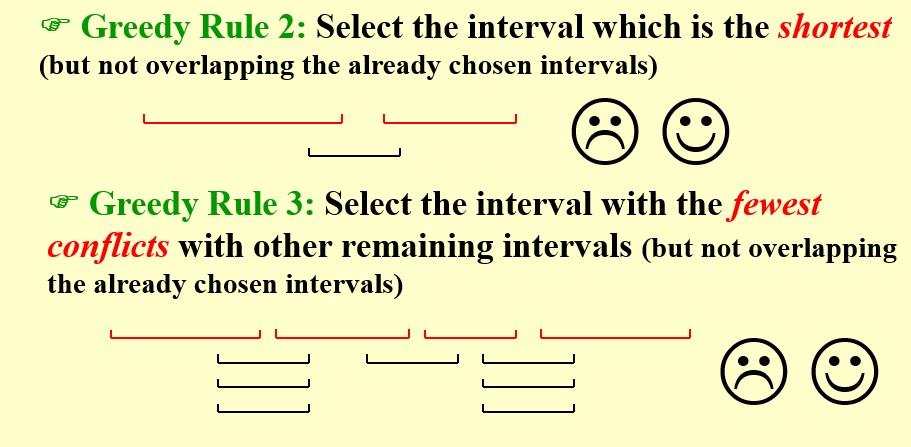 ☞ Greedy Rule 2: Select the interval which is the shortest
(but not overlapping the already chosen intervals)
☞ Greedy Rule 3: Select the interval with the fewest
conflicts with other remaining intervals (but not overlapping
the already chosen intervals)